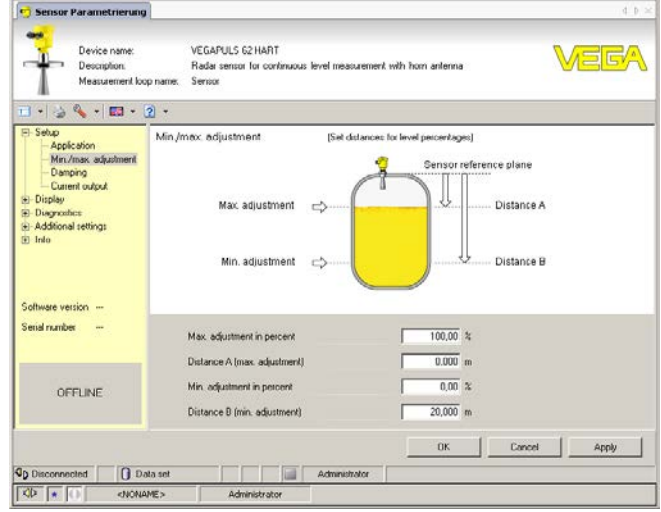 Sensor Parametrierung
Device name: VEGAPULS 62 HART
Description: Radar sensor for continuous level measurement with horn antenna
Measurement loop name: Sensor
VEGA
Setup
Application
Min./max. adjustment
Damping
Current output
Display
Diagnostics
Additional settings
Info
Software version ---
Serial number ---
OFFLINE
Min./max. adjustment (Set distances for level percentages)
Sensor reference plane
Max. adjustment
Distance A
Min. adjustment
Distance B
Max. adjustment in percent 100,00 %
Distance A (max. adjustment) 0,000 m
Min. adjustment in percent 0,00 %
Distance B (min. adjustment) 20,000 m
OK Cancel Apply
Disconnected Data set Administrator
<NONAME> Administrator